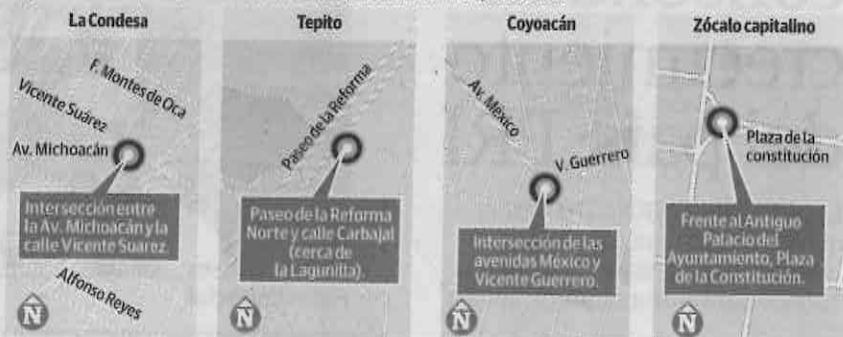 La Condesa
F. Montes de Oca
Vicente Suárez
Av. Michoacán
Intersección entre
la Av. Michoacán y la
calle Vicente Suarez.
Alfonso Reyes
N
Tepito
Paseo de la Reforma
Paseo de la Reforma
Norte y calle Carbajal
(cerca de
la Lagunilla).
N
Coyoacán
Av. México
V. Guerrero
Intersección de las
avenidas México y
Vicente Guerrero.
N
Zócalo capitalino
Plaza de la
constitución
Frente al Antiguo
Palacio del
Ayuntamiento, Plaza
de la Constitución.
N